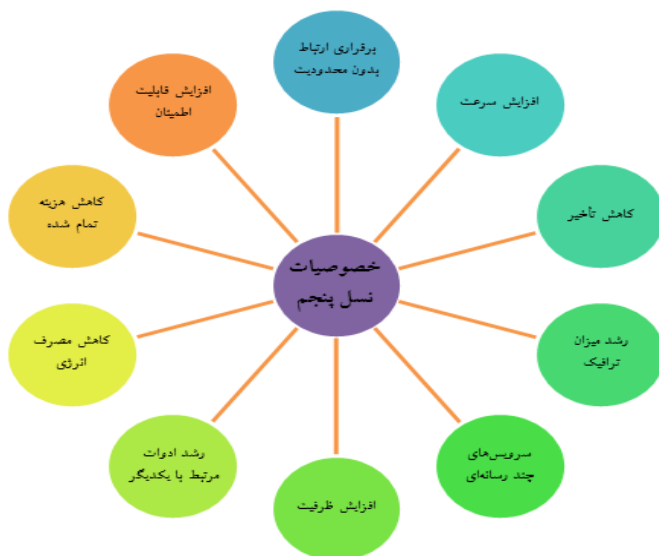 خصوصیات
نسل پنجم
برقراری ارتباط
بدون محدودیت
افزایش سرعت
کاهش تأخیر
رشد میزان
ترافیک
سرویس‌های
چند رسانه‌ای
افزایش ظرفیت
رشد ادوات
مرتبط با یکدیگر
کاهش مصرف
انرژی
کاهش هزینه
تمام شده
افزایش قابلیت
اطمینان